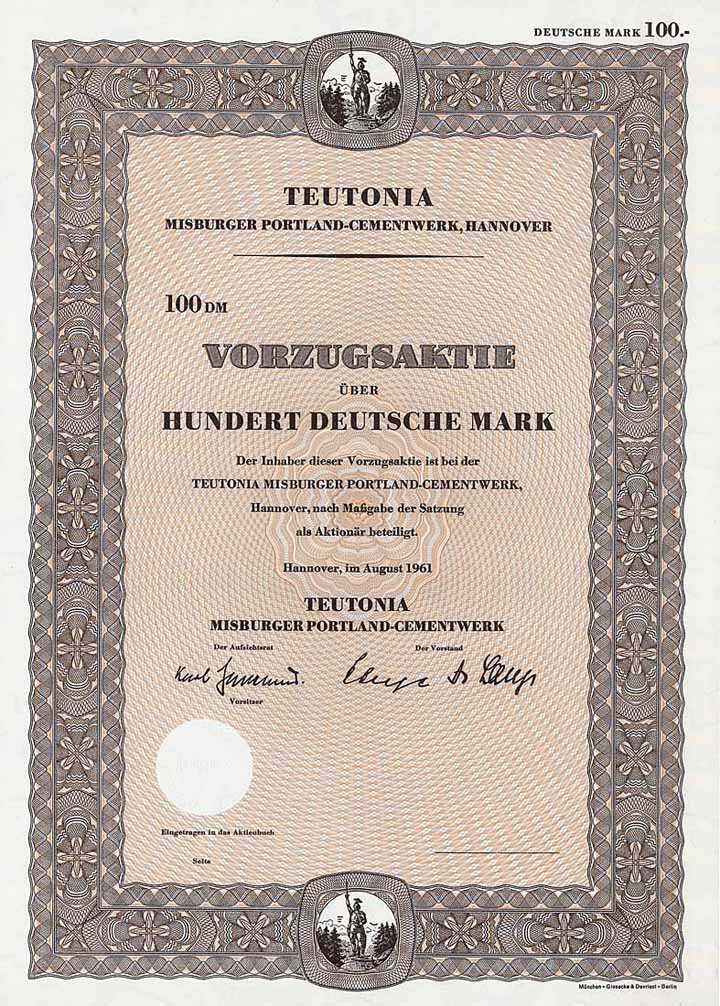 DEUTSCHE MARK 100.-
TEUTONIA
MISBURGER PORTLAND-CEMENTWERK, HANNOVER
100 DM
VORZUGSAKTIE
ÜBER
HUNDERT DEUTSCHE MARK
Der Inhaber dieser Vorzugsaktie ist bei der
TEUTONIA MISBURGER PORTLAND-CEMENTWERK,
Hannover, nach Maßgabe der Satzung
als Aktionär beteiligt.
Hannover, im August 1961
TEUTONIA
MISBURGER PORTLAND-CEMENTWERK
Der Aufsichtsrat Der Vorstand
Vorsitzer
Eingetragen in das Aktienbuch
Seite
München - Giesecke & Devrient - Berlin